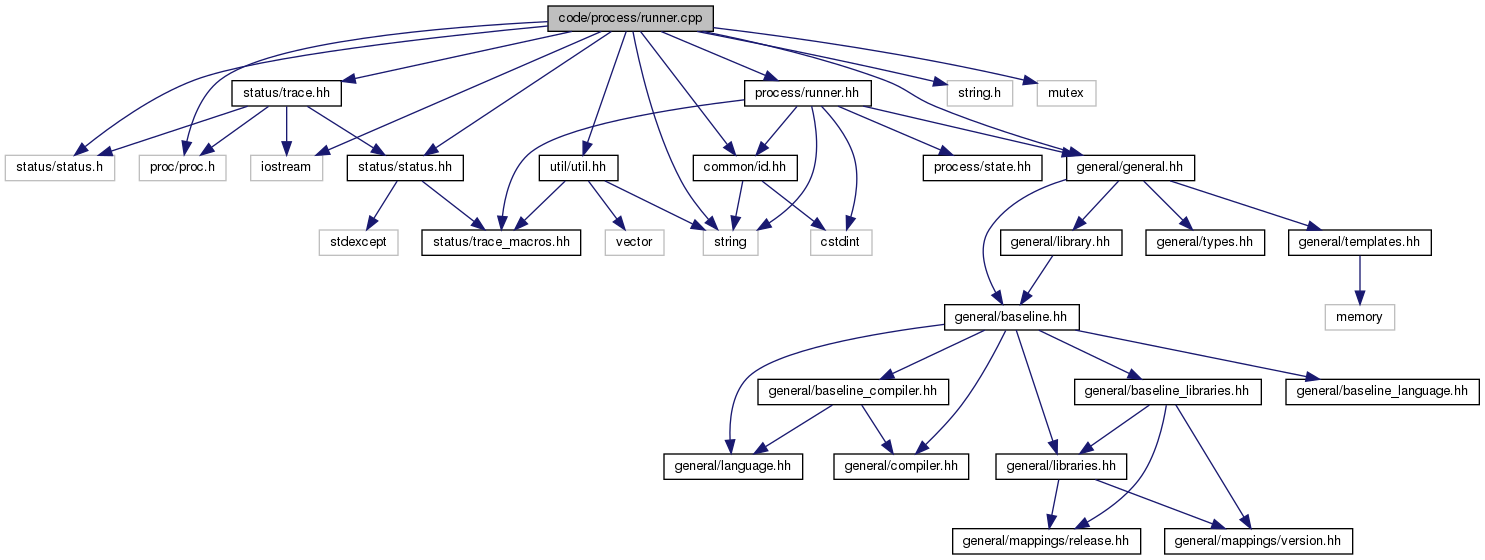 code/process/runner.cpp
status/trace.hh
process/runner.hh
string.h
mutex
status/status.h
proc/proc.h
iostream
status/status.hh
util/util.hh
common/id.hh
process/state.hh
general/general.hh
stdexcept
status/trace_macros.hh
vector
string
cstdint
general/library.hh
general/types.hh
general/templates.hh
general/baseline.hh
memory
general/baseline_compiler.hh
general/baseline_libraries.hh
general/baseline_language.hh
general/language.hh
general/compiler.hh
general/libraries.hh
general/mappings/release.hh
general/mappings/version.hh